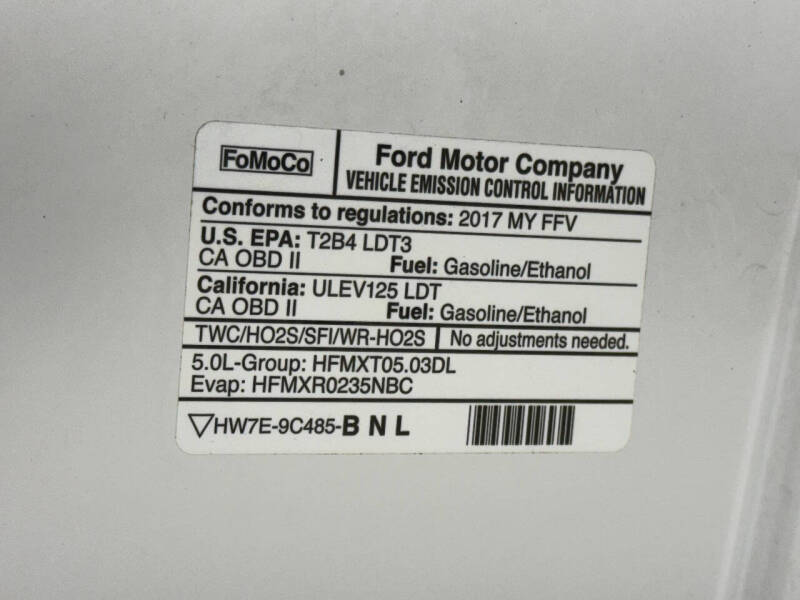 FoMoCo
Ford Motor Company
VEHICLE EMISSION CONTROL INFORMATION
Conforms to regulations: 2017 MY FFV
U.S. EPA: T2B4 LDT3
CA OBD II Fuel: Gasoline/Ethanol
California: ULEV125 LDT
CA OBD II Fuel: Gasoline/Ethanol
TWC/HO2S/SFI/WR-HO2S No adjustments needed.
5.0L-Group: HFMXT05.03DL
Evap: HFMXR0235NBC
HW7E-9C485-B N L